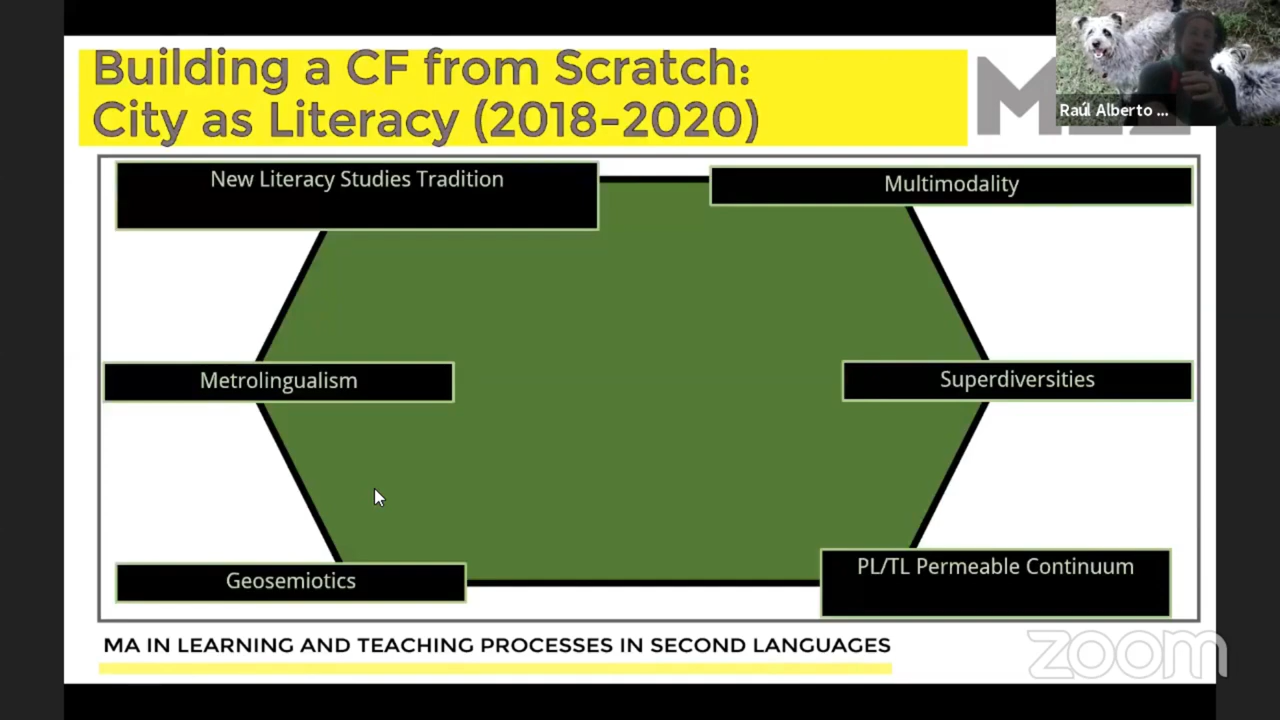 Building a CF from Scratch:
City as Literacy (2018-2020)
Raúl Alberto ...
New Literacy Studies Tradition
Multimodality
Metrolingualism
Superdiversities
Geosemiotics
PL/TL Permeable Continuum
MA IN LEARNING AND TEACHING PROCESSES IN SECOND LANGUAGES
zoom